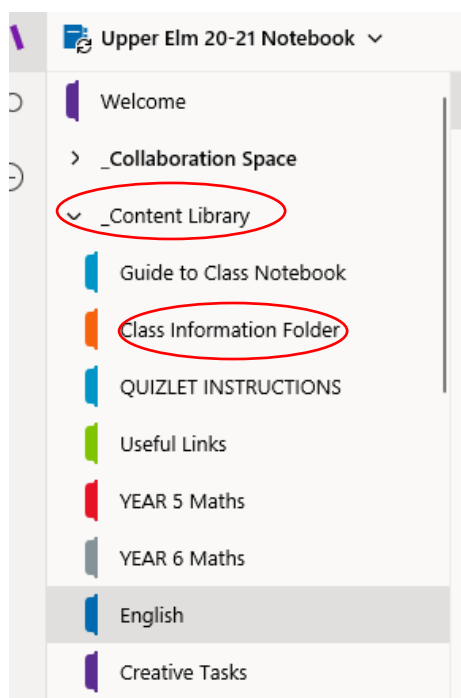 Upper Elm 20-21 Notebook
Welcome
_Collaboration Space
_Content Library
Guide to Class Notebook
Class Information Folder
QUIZLET INSTRUCTIONS
Useful Links
YEAR 5 Maths
YEAR 6 Maths
English
Creative Tasks